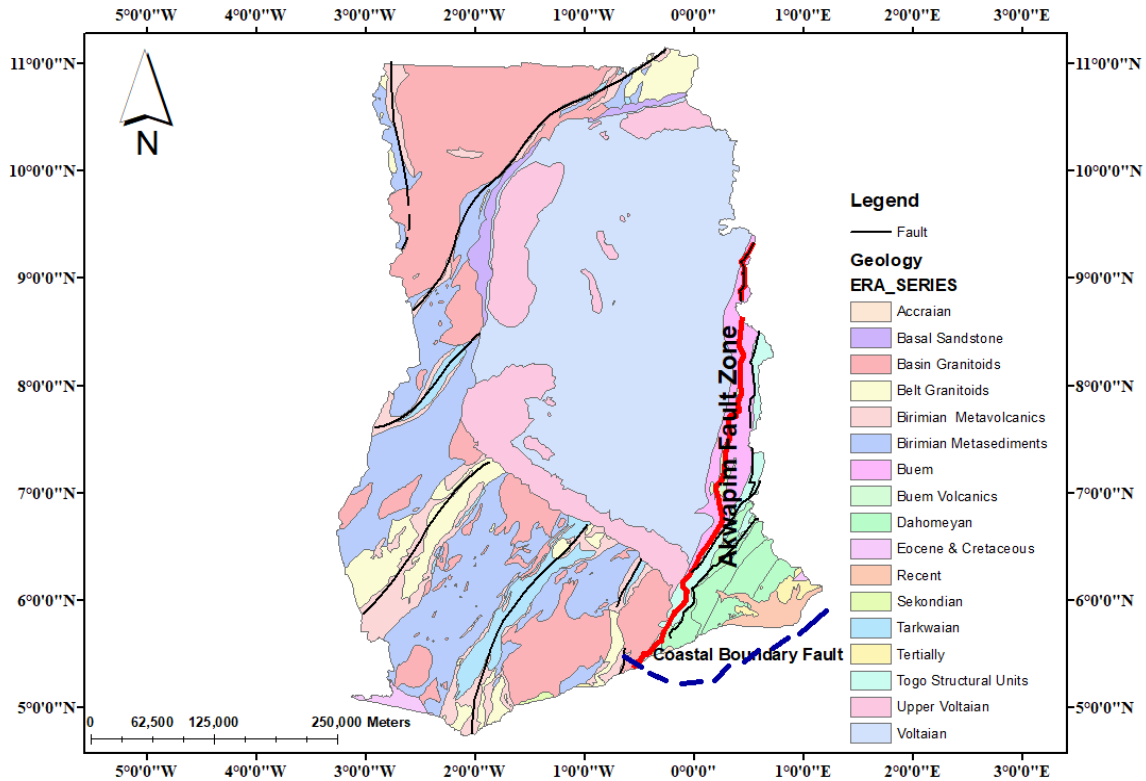 5°0'0"W 4°0'0"W 3°0'0"W 2°0'0"W 1°0'0"W 0°0'0"E 1°0'0"E 2°0'0"E 3°0'0"E
11°0'0"N 11°0'0"N
N
10°0'0"N 10°0'0"N
Legend
Fault
9°0'0"N 9°0'0"N
Geology
ERA_SERIES
Accraian
Basal Sandstone
Basin Granitoids
8°0'0"N 8°0'0"N
Belt Granitoids
Birimian Metavolcanics
Birimian Metasediments
Akwapim Fault Zone
Buem
7°0'0"N 7°0'0"N
Buem Volcanics
Dahomeyan
Eocene & Cretaceous
Recent
6°0'0"N 6°0'0"N
Sekondian
Tarkwaian
Coastal Boundary Fault
Tertially
Togo Structural Units
5°0'0"N 5°0'0"N
Upper Voltaian
Voltaian
0 62,500 125,000 250,000 Meters
5°0'0"W 4°0'0"W 3°0'0"W 2°0'0"W 1°0'0"W 0°0'0"E 1°0'0"E 2°0'0"E 3°0'0"E